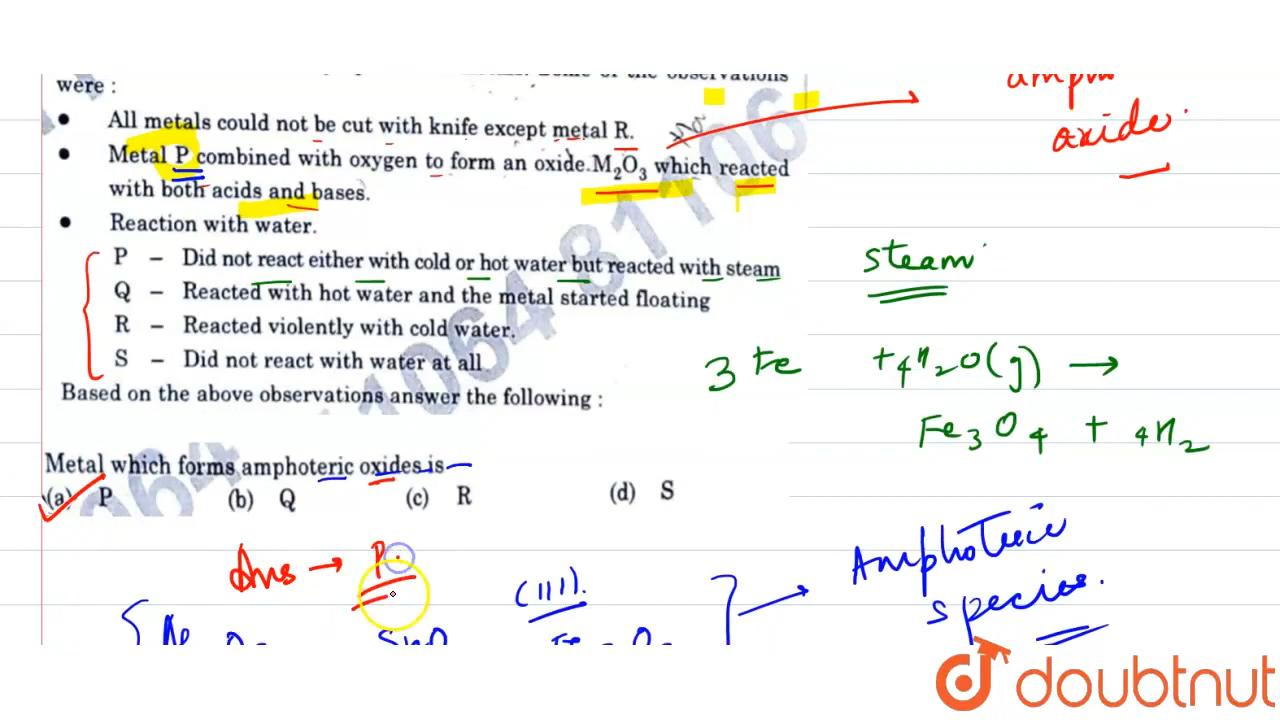 observations
were :
• All metals could not be cut with knife except metal R.
• Metal P combined with oxygen to form an oxide M₂O₃ which reacted
with both acids and bases.
• Reaction with water.
P – Did not react either with cold or hot water but reacted with steam
Q – Reacted with hot water and the metal started floating
R – Reacted violently with cold water.
S – Did not react with water at all
Based on the above observations answer the following :
Metal which forms amphoteric oxides is
(a) P (b) Q (c) R (d) S
oxide.
steam
3 Fe + 4H₂O(g) →
Fe₃O₄ + 4H₂
Ans → P.
(III).
Amphoteric
species.
1064 81106
doubtnut